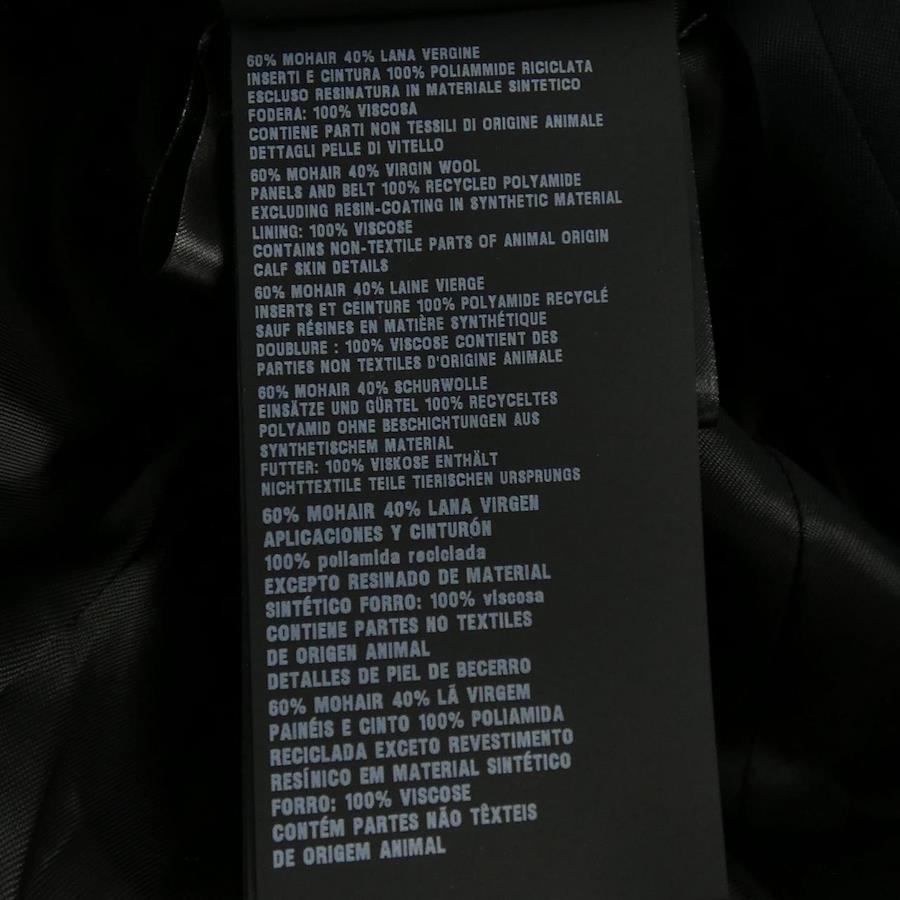 60% MOHAIR 40% LANA VERGINE
INSERTI E CINTURA 100% POLIAMMIDE RICICLATA
ESCLUSO RESINATURA IN MATERIALE SINTETICO
FODERA: 100% VISCOSA
CONTIENE PARTI NON TESSILI DI ORIGINE ANIMALE
DETTAGLI PELLE DI VITELLO
60% MOHAIR 40% VIRGIN WOOL
PANELS AND BELT 100% RECYCLED POLYAMIDE
EXCLUDING RESIN-COATING IN SYNTHETIC MATERIAL
LINING: 100% VISCOSE
CONTAINS NON-TEXTILE PARTS OF ANIMAL ORIGIN
CALF SKIN DETAILS
60% MOHAIR 40% LAINE VIERGE
INSERTS ET CEINTURE 100% POLYAMIDE RECYCLÉ
SAUF RÉSINES EN MATIÈRE SYNTHÉTIQUE
DOUBLURE : 100% VISCOSE CONTIENT DES
PARTIES NON TEXTILES D'ORIGINE ANIMALE
60% MOHAIR 40% SCHURWOLLE
EINSÄTZE UND GÜRTEL 100% RECYCELTES
POLYAMID OHNE BESCHICHTUNGEN AUS
SYNTHETISCHEM MATERIAL
FUTTER: 100% VISKOSE ENTHÄLT
NICHTTEXTILE TEILE TIERISCHEN URSPRUNGS
60% MOHAIR 40% LANA VIRGEN
APLICACIONES Y CINTURÓN
100% poliamida reciclada
EXCEPTO RESINADO DE MATERIAL
SINTÉTICO FORRO: 100% viscosa
CONTIENE PARTES NO TEXTILES
DE ORIGEN ANIMAL
DETALLES DE PIEL DE BECERRO
60% MOHAIR 40% LÃ VIRGEM
PAINÉIS E CINTO 100% POLIAMIDA
RECICLADA EXCETO REVESTIMENTO
RESÍNICO EM MATERIAL SINTÉTICO
FORRO: 100% VISCOSE
CONTÉM PARTES NÃO TÊXTEIS
DE ORIGEM ANIMAL